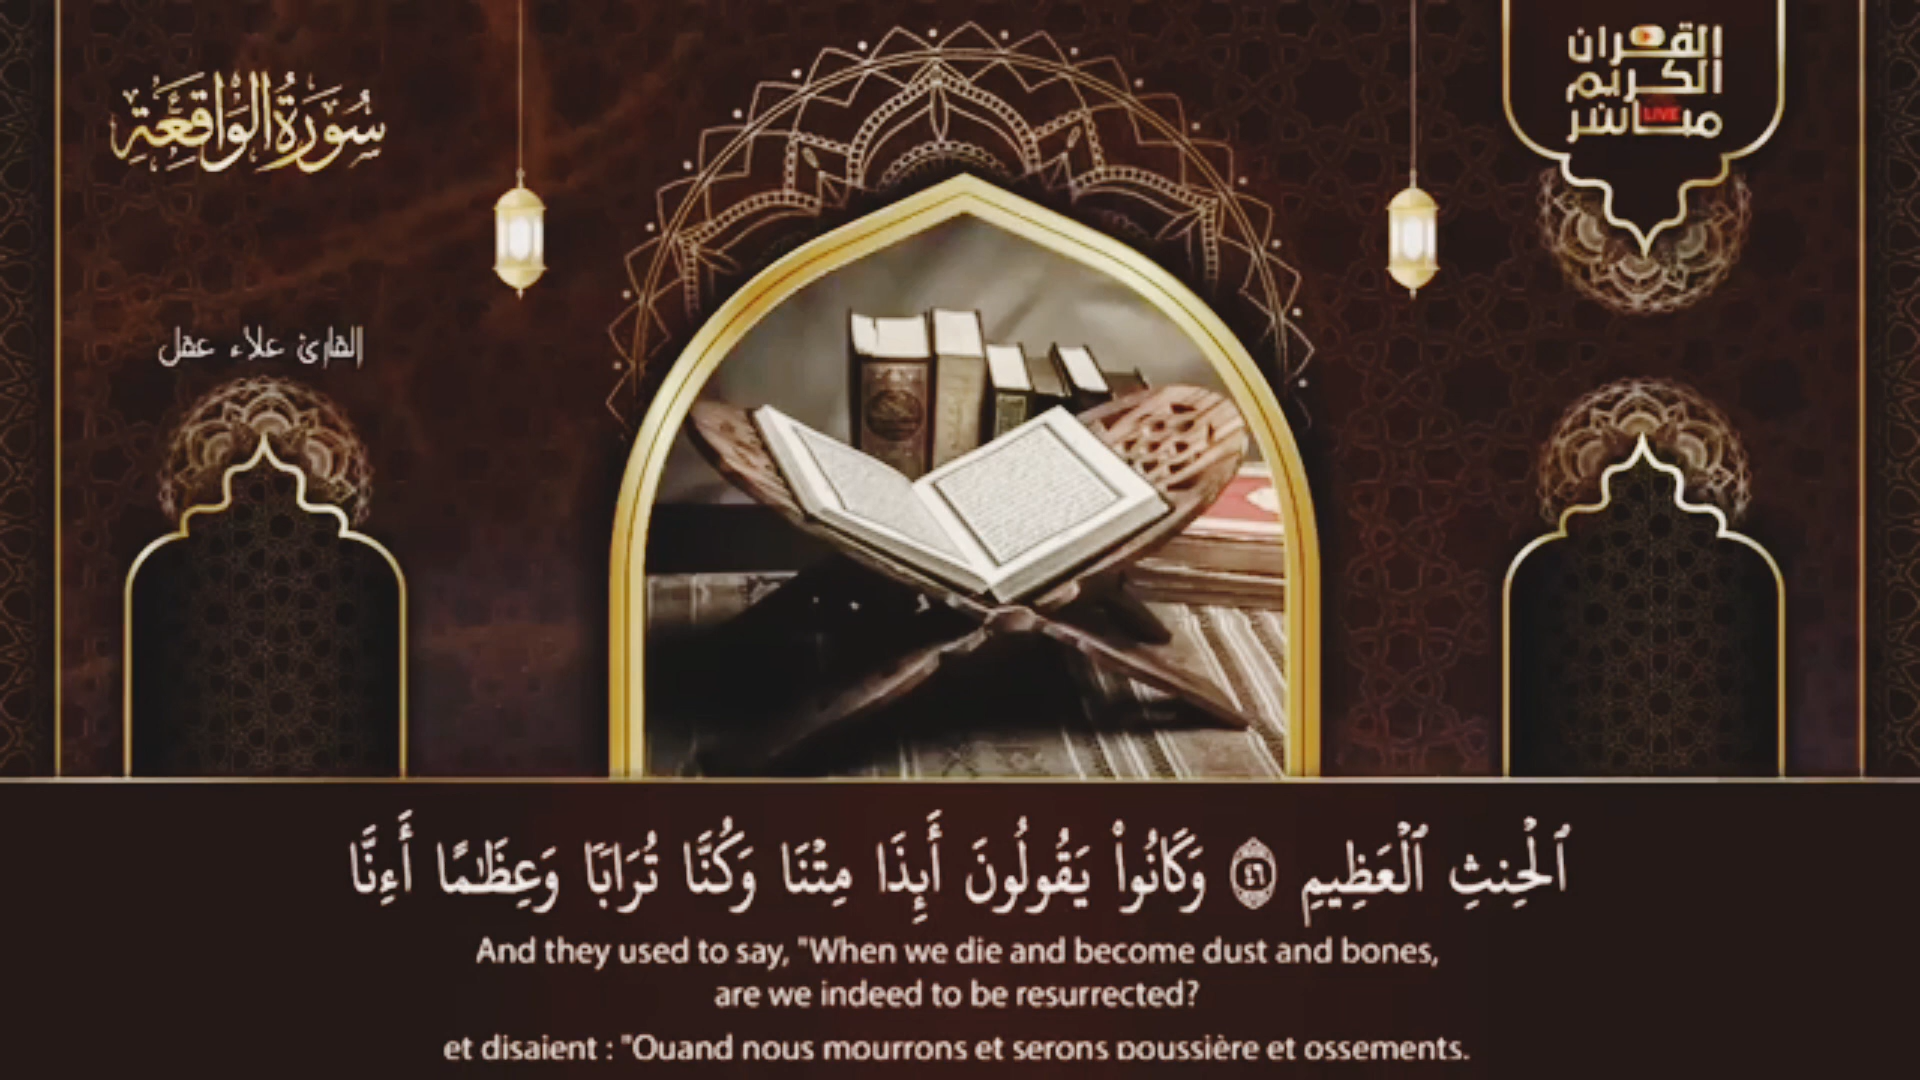 سُورَةُ الوَاقِعَةِ
القرآن
الكريم
مباشر
LIVE
القارئ علاء عقل
ٱلْحِنثِ ٱلْعَظِيمِ ٤٦ وَكَانُوا۟ يَقُولُونَ أَئِذَا مِتْنَا وَكُنَّا تُرَابًا وَعِظَٰمًا أَءِنَّا
And they used to say, "When we die and become dust and bones,
are we indeed to be resurrected?
et disaient : "Quand nous mourrons et serons poussière et ossements.